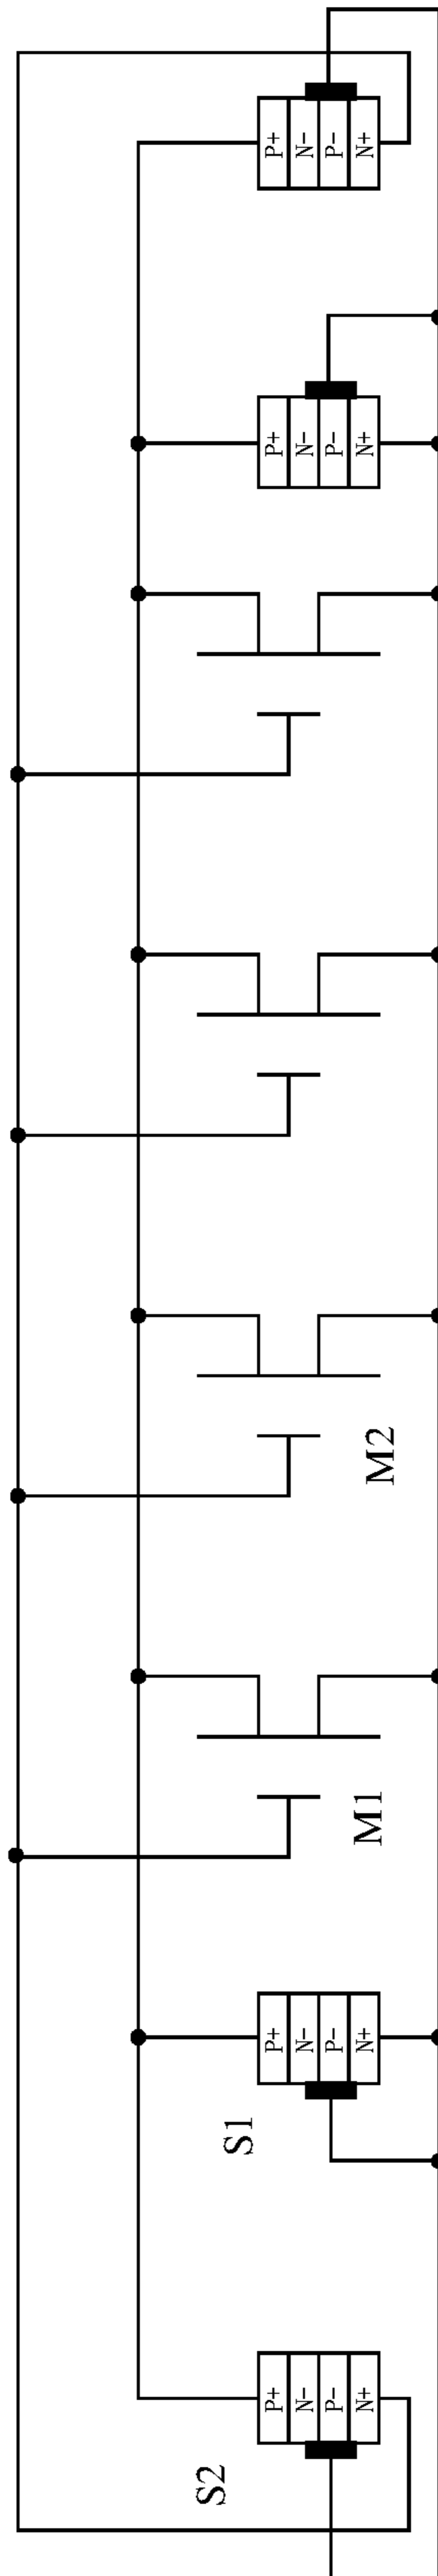 P+
N-
P-
N+
P+
N-
P-
N+
M2
M1
P+
N-
P-
N+
S1
P+
N-
P-
N+
S2